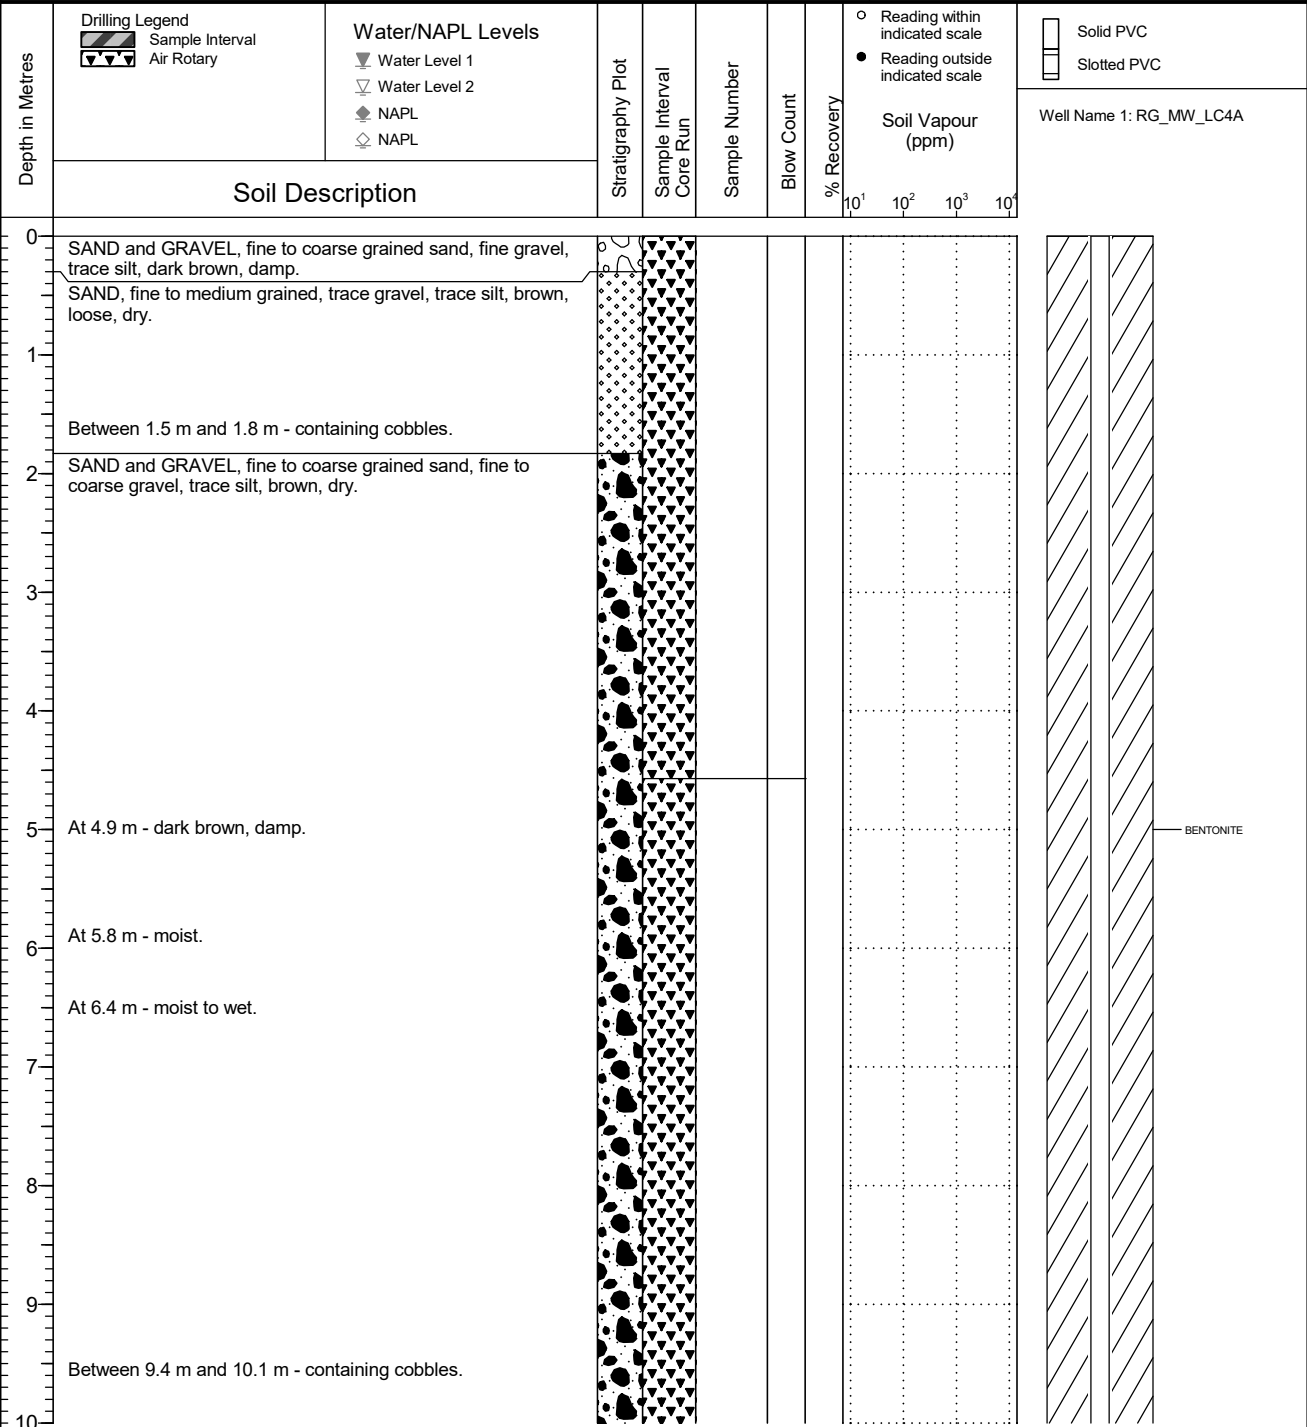 Drilling Legend
Sample Interval
Air Rotary
Water/NAPL Levels
Water Level 1
Water Level 2
NAPL
NAPL
Depth in Metres
Soil Description
Stratigraphy Plot
Sample Interval
Core Run
Sample Number
Blow Count
% Recovery
Reading within
indicated scale
Reading outside
indicated scale
Soil Vapour
(ppm)
10¹ 10² 10³ 10⁴
Solid PVC
Slotted PVC
Well Name 1: RG_MW_LC4A
0
SAND and GRAVEL, fine to coarse grained sand, fine gravel,
trace silt, dark brown, damp.
SAND, fine to medium grained, trace gravel, trace silt, brown,
loose, dry.
1
Between 1.5 m and 1.8 m - containing cobbles.
SAND and GRAVEL, fine to coarse grained sand, fine to
2
coarse gravel, trace silt, brown, dry.
3
4
5
At 4.9 m - dark brown, damp.
BENTONITE
At 5.8 m - moist.
6
At 6.4 m - moist to wet.
7
8
9
Between 9.4 m and 10.1 m - containing cobbles.
10